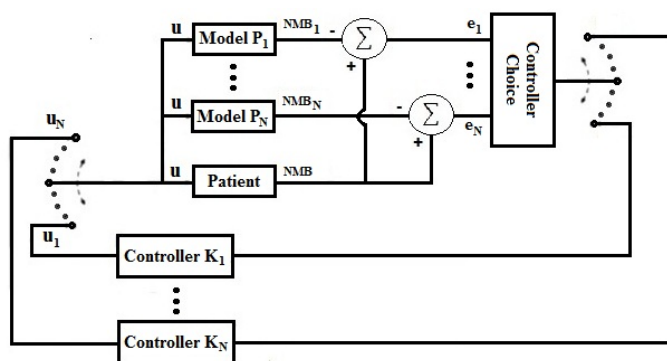 u Model P1 NMB1 - Σ e1
+
u Model PN NMBN - Σ eN
+
Controller Choice
uN
u Patient NMB
u1
Controller K1
Controller KN